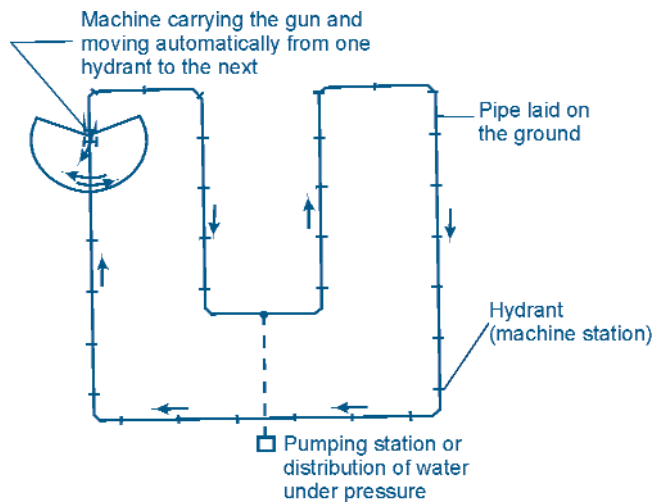 Machine carrying the gun and
moving automatically from one
hydrant to the next
Pipe laid on
the ground
Hydrant
(machine station)
Pumping station or
distribution of water
under pressure